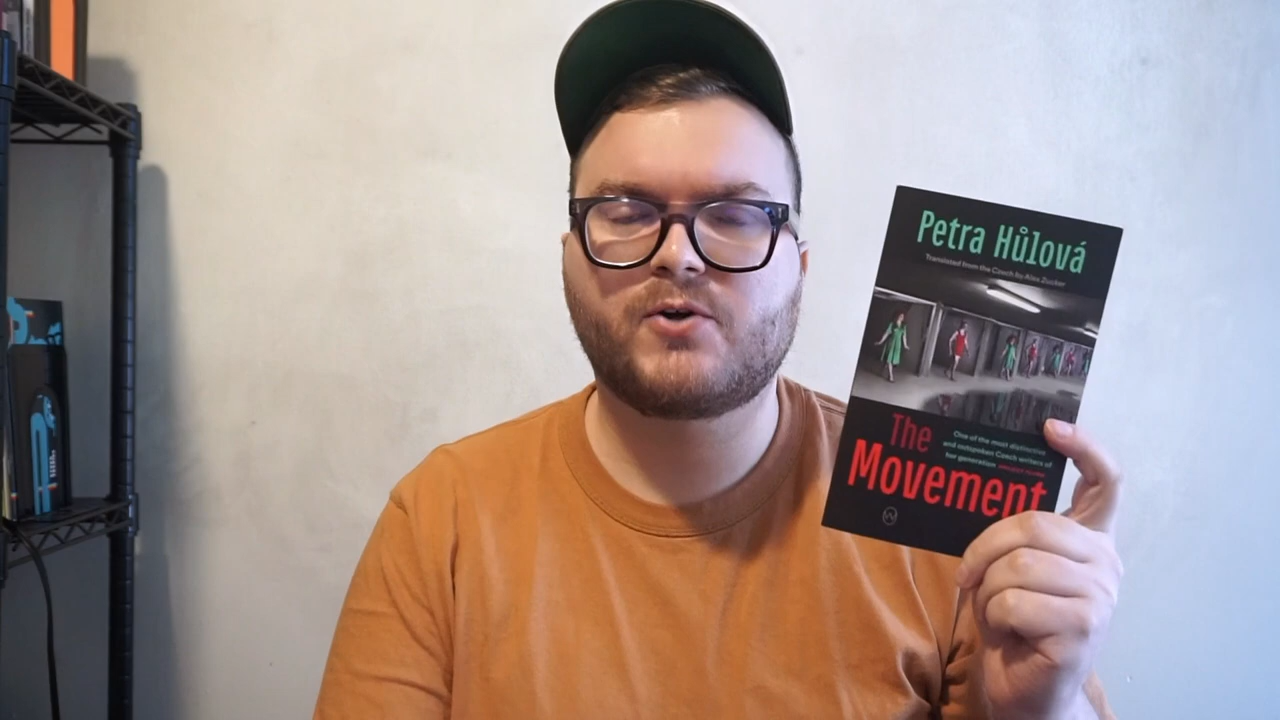 Petra Hůlová
Translated from the Czech by Alex Zucker
The
Movement
One of the most distinctive
and outspoken Czech writers of
her generation